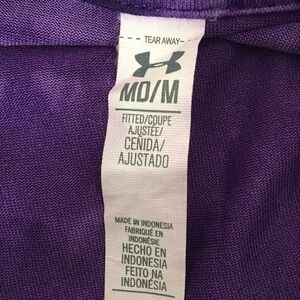 --- TEAR AWAY ---
MD/M
FITTED/COUPE
AJUSTÉE/
CEÑIDA/
AJUSTADO
MADE IN INDONESIA
FABRIQUÉ EN
INDONÉSIE
HECHO EN
INDONESIA
FEITO NA
INDONÉSIA